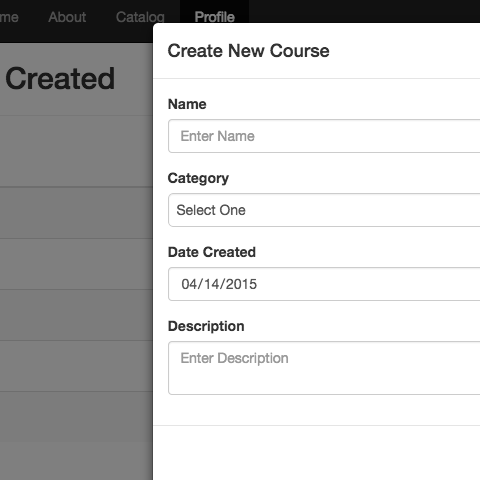 me About Catalog Profile
Created
Create New Course
Name
Enter Name
Category
Select One
Date Created
04/14/2015
Description
Enter Description